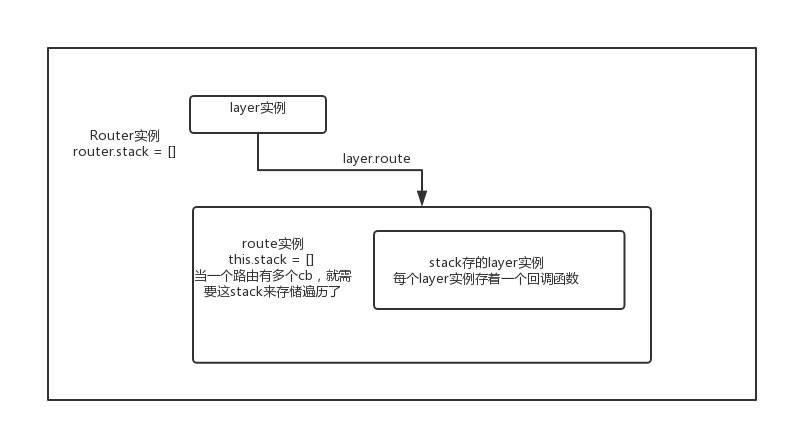 layer实例
Router实例
router.stack = []
layer.route
route实例
this.stack = []
当一个路由有多个cb，就需
要这stack来存储遍历了
stack存的layer实例
每个layer实例存着一个回调函数